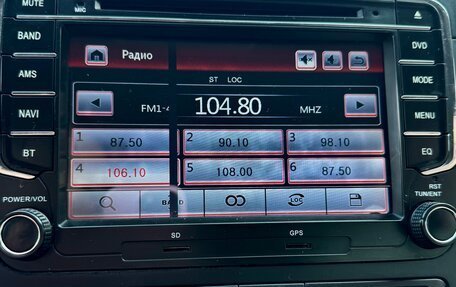 MIC
BAND
Радио
DVD
ST LOC
AMS
MODE
FM1-4 104.80 MHZ
NAVI
MENU
1 87.50 2 90.10 3 98.10
BT
EQ
4 106.10 5 108.00 6 87.50
POWER/VOL
RST
TUN/ENT
BAND LOC
SD GPS